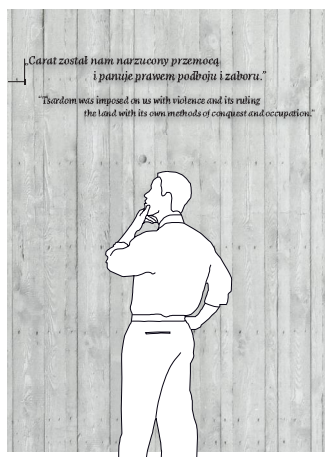 „Carat został nam narzucony przemocą
i panuje prawem podboju i zaboru.”
“Tsardom was imposed on us with violence and its ruling
the land with its own methods of conquest and occupation.”